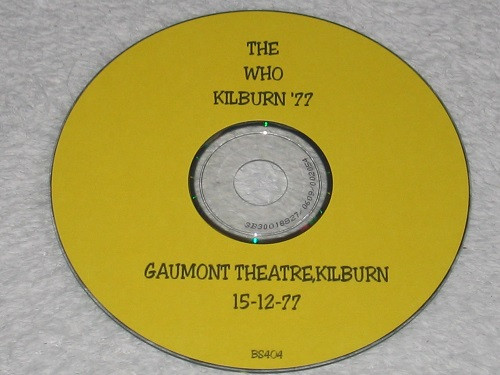 THE
WHO
KILBURN '77
GAUMONT THEATRE,KILBURN
15-12-77
BS404